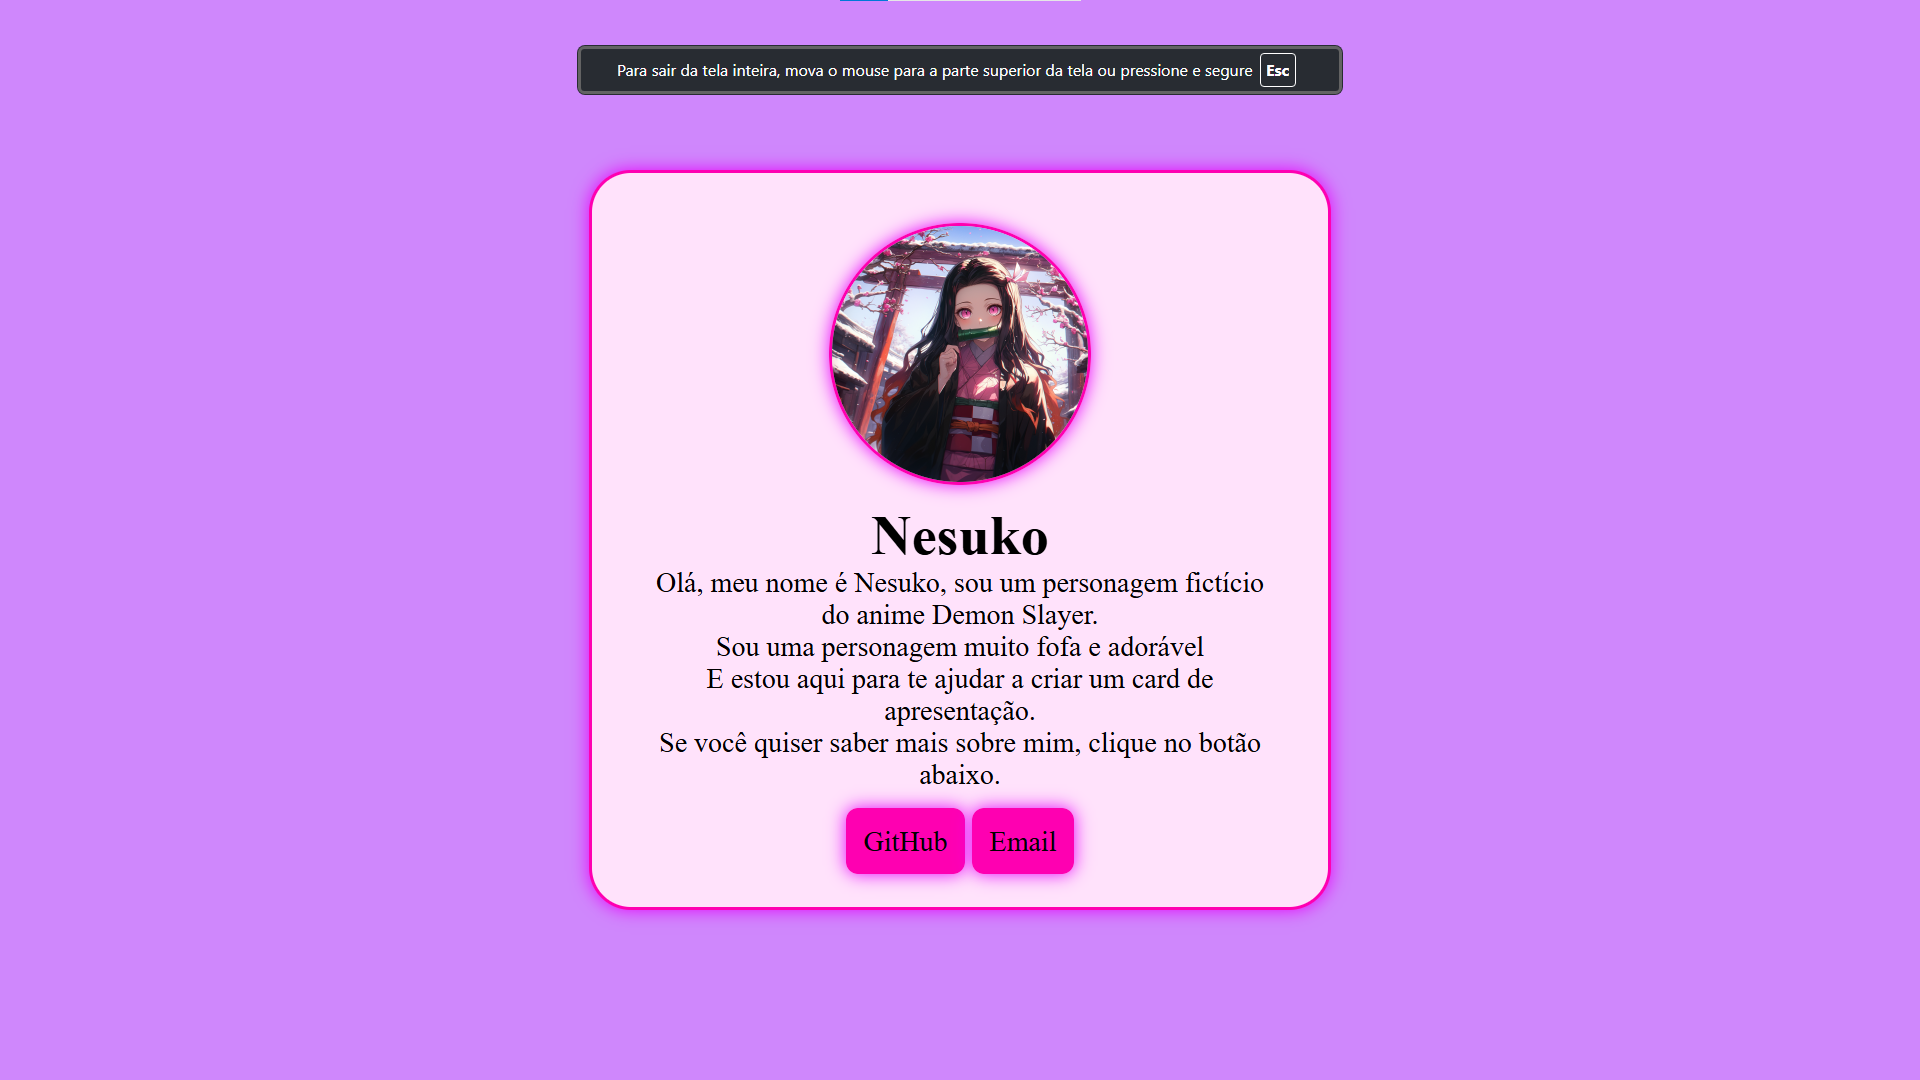 Para sair da tela inteira, mova o mouse para a parte superior da tela ou pressione e segure Esc
Nesuko
Olá, meu nome é Nesuko, sou um personagem fictício
do anime Demon Slayer.
Sou uma personagem muito fofa e adorável
E estou aqui para te ajudar a criar um card de
apresentação.
Se você quiser saber mais sobre mim, clique no botão
abaixo.
GitHub Email